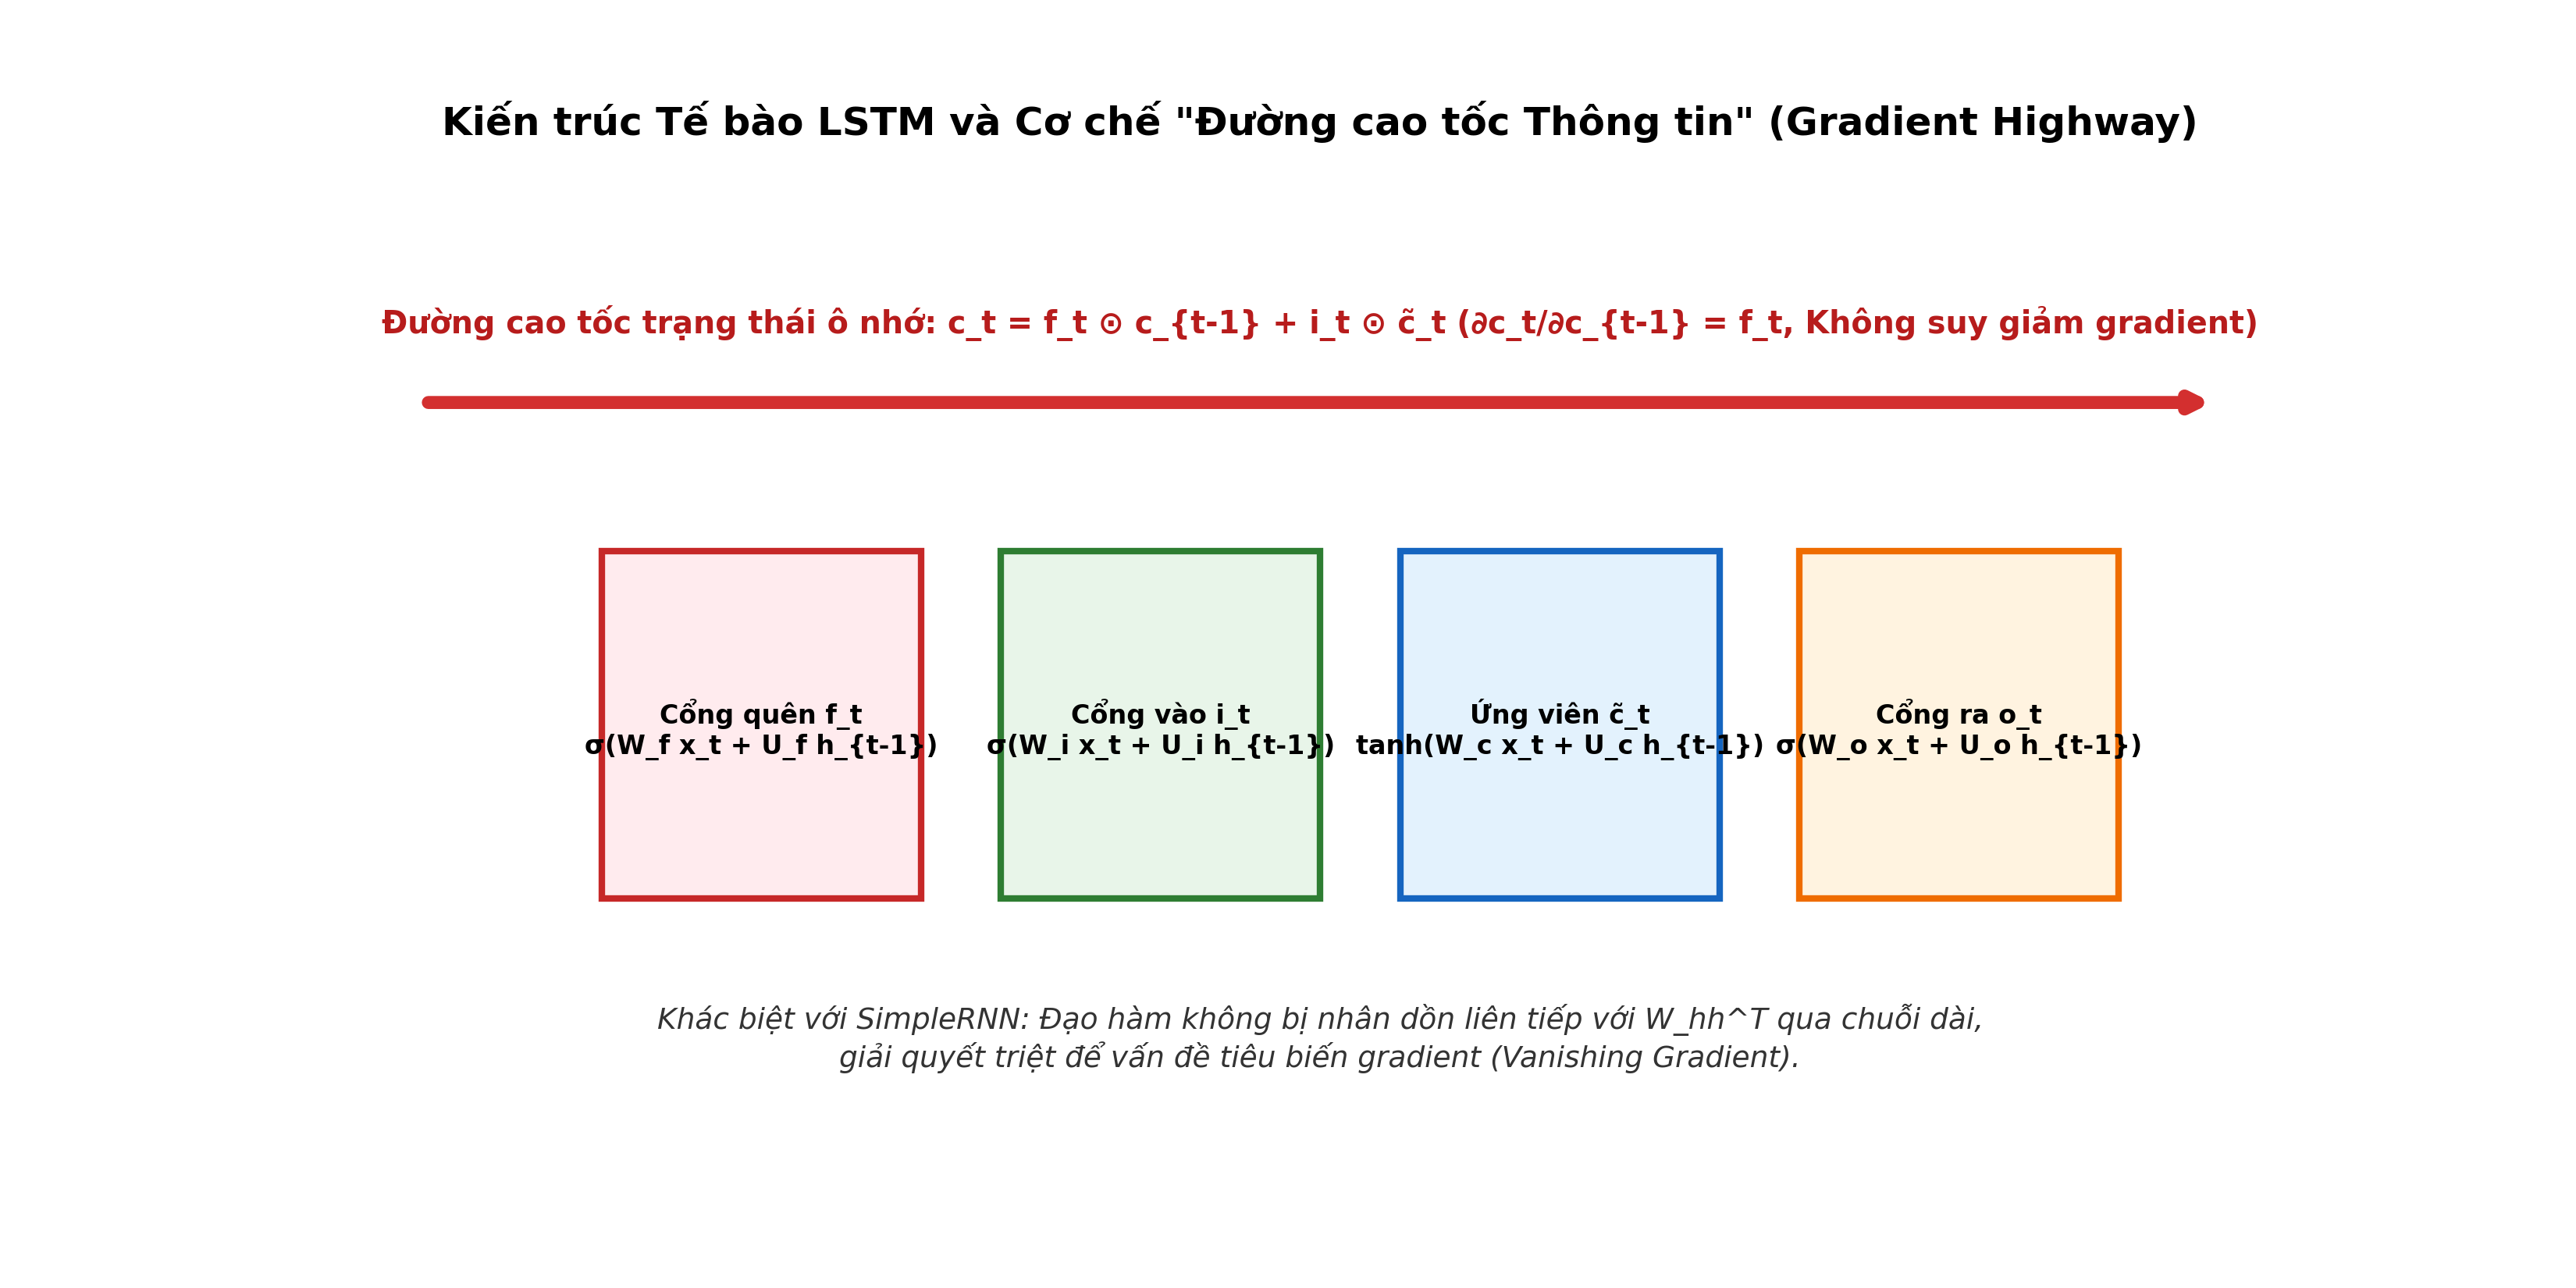 Kiến trúc Tế bào LSTM và Cơ chế "Đường cao tốc Thông tin" (Gradient Highway)
Đường cao tốc trạng thái ô nhớ: c_t = f_t ⊙ c_{t-1} + i_t ⊙ c̃_t (∂c_t/∂c_{t-1} = f_t, Không suy giảm gradient)
Cổng quên f_t
σ(W_f x_t + U_f h_{t-1})
Cổng vào i_t
σ(W_i x_t + U_i h_{t-1})
Ứng viên c̃_t
tanh(W_c x_t + U_c h_{t-1})
Cổng ra o_t
σ(W_o x_t + U_o h_{t-1})
Khác biệt với SimpleRNN: Đạo hàm không bị nhân dồn liên tiếp với W_hh^T qua chuỗi dài,
giải quyết triệt để vấn đề tiêu biến gradient (Vanishing Gradient).